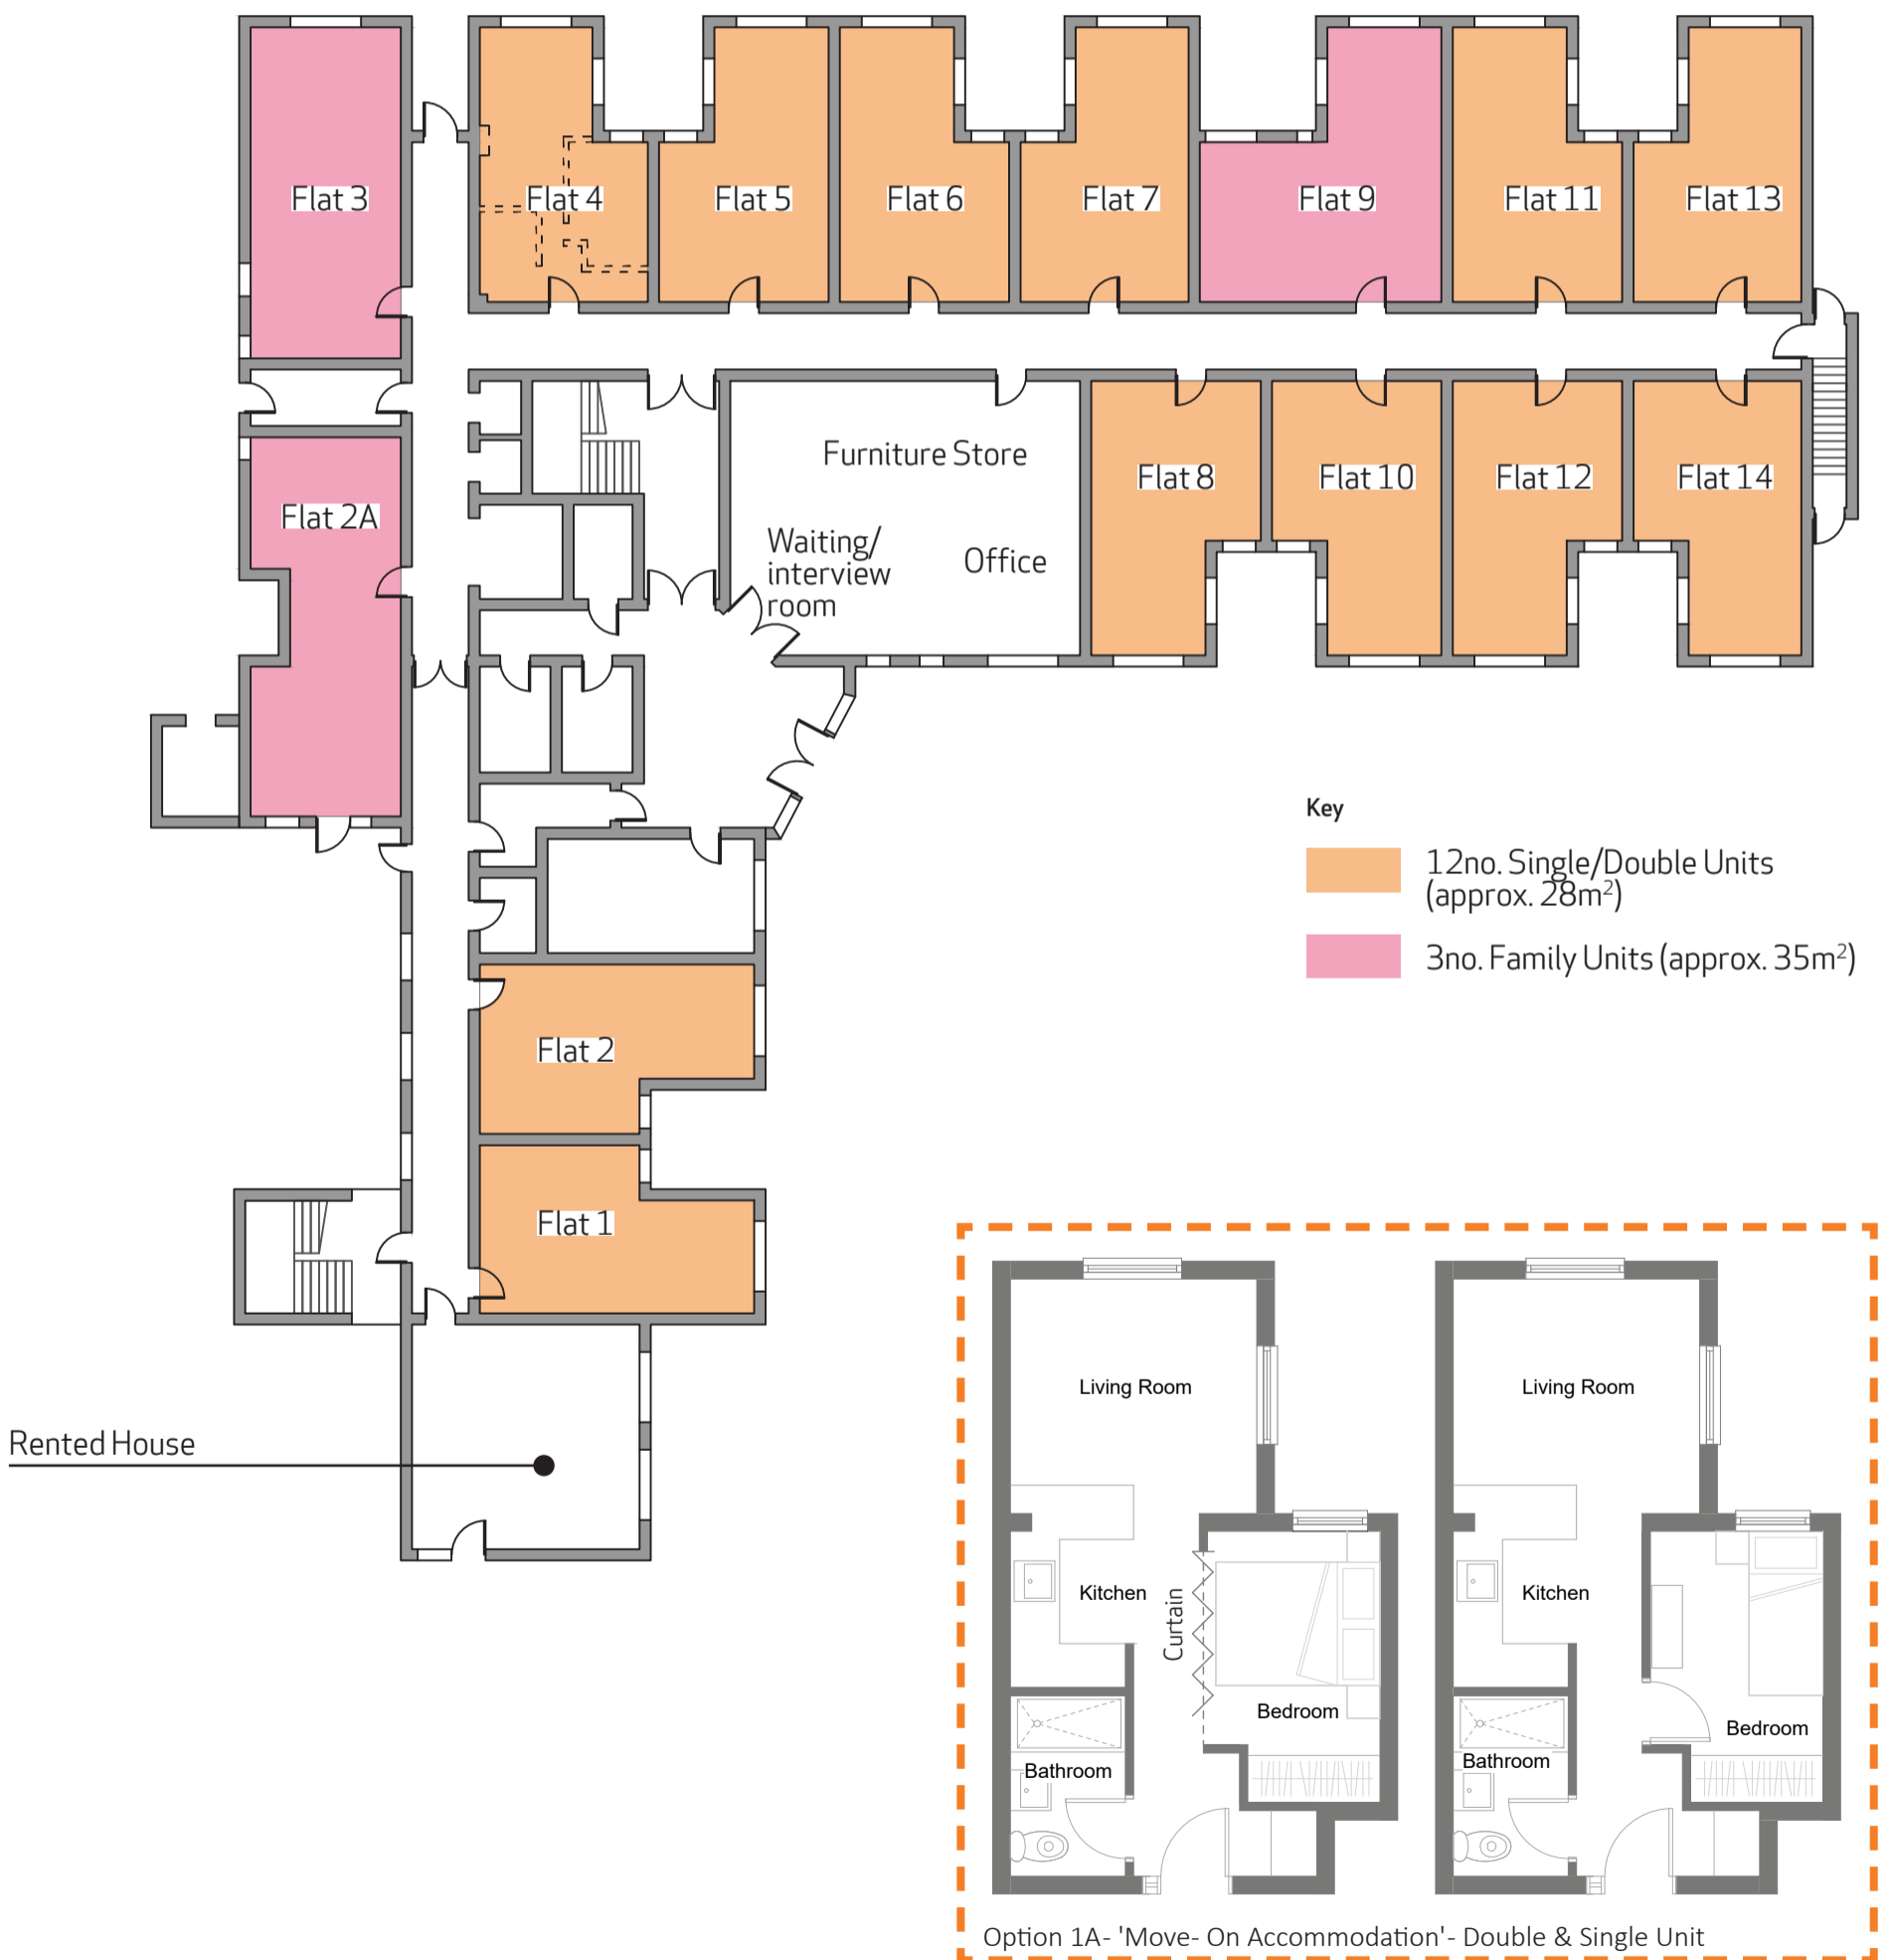 Flat 3
Flat 4
Flat 5
Flat 6
Flat 7
Flat 9
Flat 11
Flat 13
Flat 2A
Furniture Store
Waiting/
interview
room
Office
Flat 8
Flat 10
Flat 12
Flat 14
Key
12no. Single/Double Units
(approx. 28m²)
3no. Family Units (approx. 35m²)
Flat 2
Flat 1
Rented House
Living Room
Kitchen
Curtain
Bedroom
Bathroom
Living Room
Kitchen
Bedroom
Bathroom
Option 1A- 'Move- On Accommodation'- Double & Single Unit